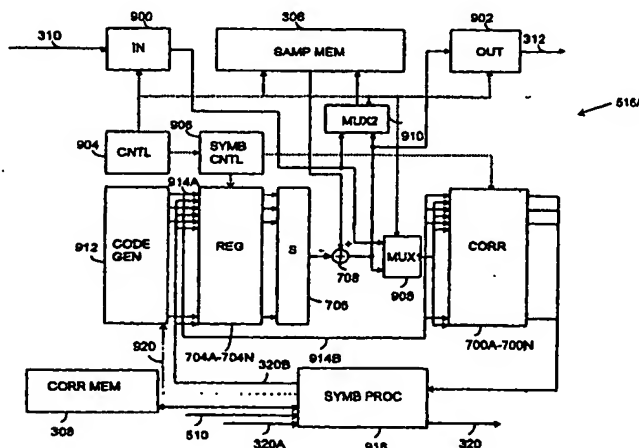 900
306
902
310
IN
SAMP MEM
OUT
312
516A
906
MUX2
910
904
CNTL
SYMB CNTL
914A
912
CODE GEN
REG
S
708
MUX
908
CORR
706
920
704A-704N
914B
700A-700N
320B
CORR MEM
308
SYMB PROC
510
320A
918
320